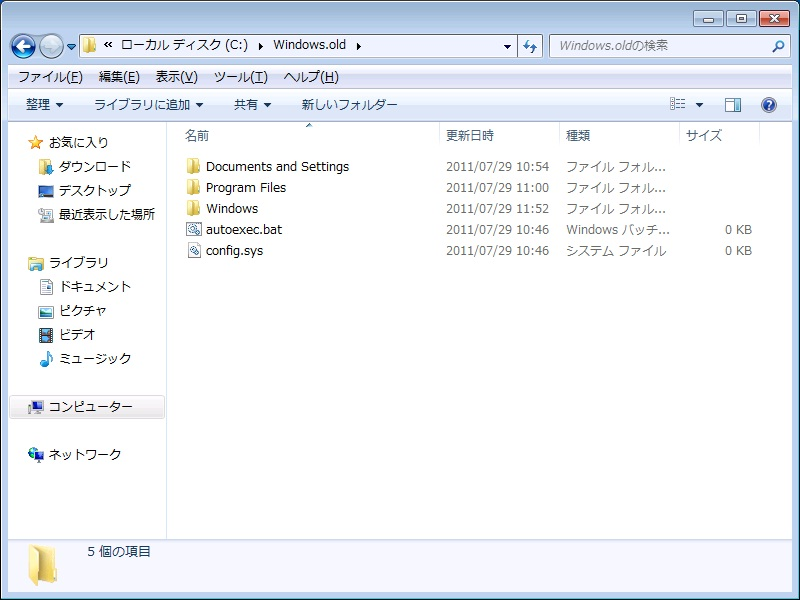 « ローカル ディスク (C:) ▸ Windows.old ▸
Windows.oldの検索
ファイル(F) 編集(E) 表示(V) ツール(T) ヘルプ(H)
整理 ライブラリに追加 共有 新しいフォルダー
お気に入り
ダウンロード
デスクトップ
最近表示した場所
ライブラリ
ドキュメント
ピクチャ
ビデオ
ミュージック
コンピューター
ネットワーク
名前 更新日時 種類 サイズ
Documents and Settings 2011/07/29 10:54 ファイル フォル...
Program Files 2011/07/29 11:00 ファイル フォル...
Windows 2011/07/29 11:52 ファイル フォル...
autoexec.bat 2011/07/29 10:46 Windows バッチ... 0 KB
config.sys 2011/07/29 10:46 システム ファイル 0 KB
5 個の項目